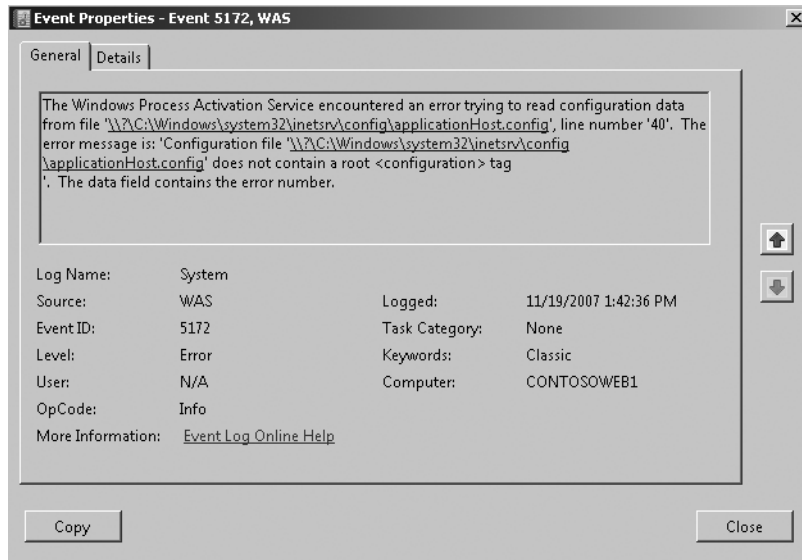 Event Properties - Event 5172, WAS
General
Details
The Windows Process Activation Service encountered an error trying to read configuration data
from file '\\?\C:\Windows\system32\inetsrv\config\applicationHost.config', line number '40'. The
error message is: 'Configuration file '\\?\C:\Windows\system32\inetsrv\config
\applicationHost.config' does not contain a root <configuration> tag
'. The data field contains the error number.
Log Name: System
Source: WAS Logged: 11/19/2007 1:42:36 PM
Event ID: 5172 Task Category: None
Level: Error Keywords: Classic
User: N/A Computer: CONTOSOWEB1
OpCode: Info
More Information: Event Log Online Help
Copy
Close